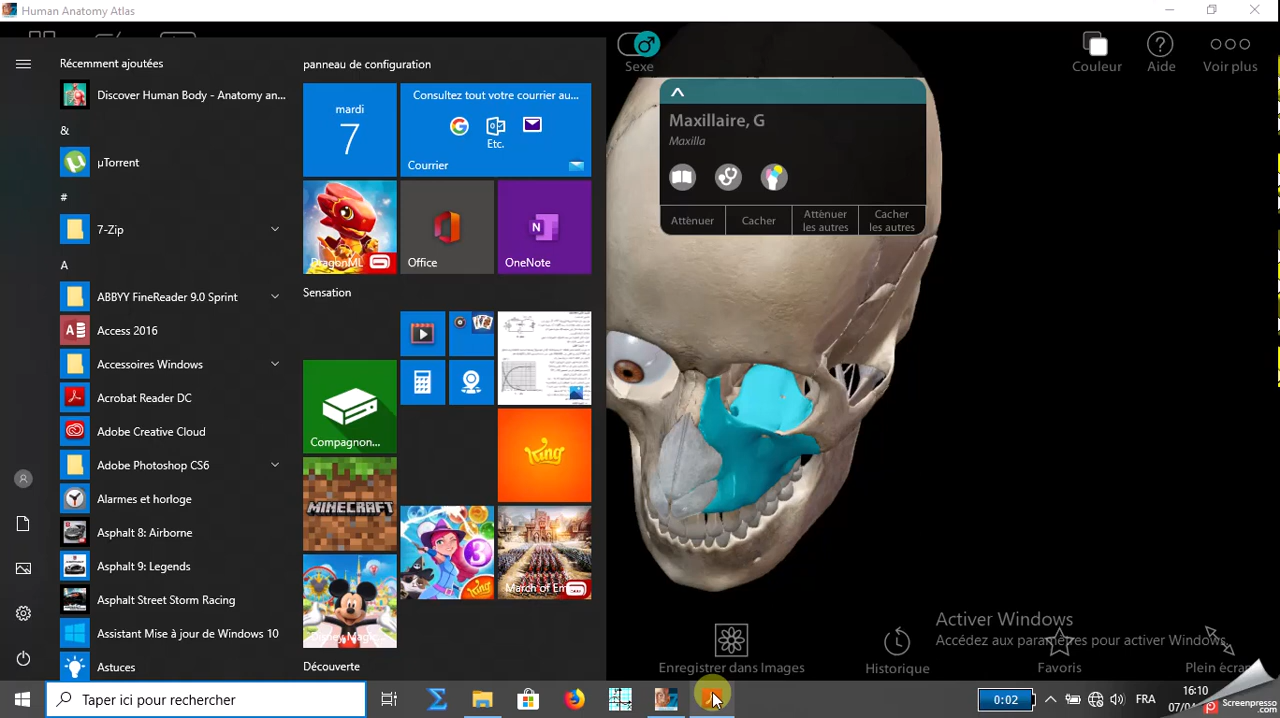 Human Anatomy Atlas
Récemment ajoutées
Discover Human Body - Anatomy an...
&
µTorrent
#
7-Zip
A
ABBYY FineReader 9.0 Sprint
Access 2016
Accessoires Windows
Acrobat Reader DC
Adobe Creative Cloud
Adobe Photoshop CS6
Alarmes et horloge
Asphalt 8: Airborne
Asphalt 9: Legends
Asphalt Street Storm Racing
Assistant Mise à jour de Windows 10
Astuces
panneau de configuration
mardi
7
Consultez tout votre courrier au...
Etc.
Courrier
Office
OneNote
Sensation
Compagnon...
King
MINECRAFT
3
King
Découverte
Sexe
Couleur
Aide
Voir plus
Maxillaire, G
Maxilla
Atténuer
Cacher
Atténuer
les autres
Cacher
les autres
Activer Windows
Accédez aux paramètres pour activer Windows.
Enregistrer dans Images
Historique
Favoris
Taper ici pour rechercher
0:02
FRA
16:10
Screenpresso
.com